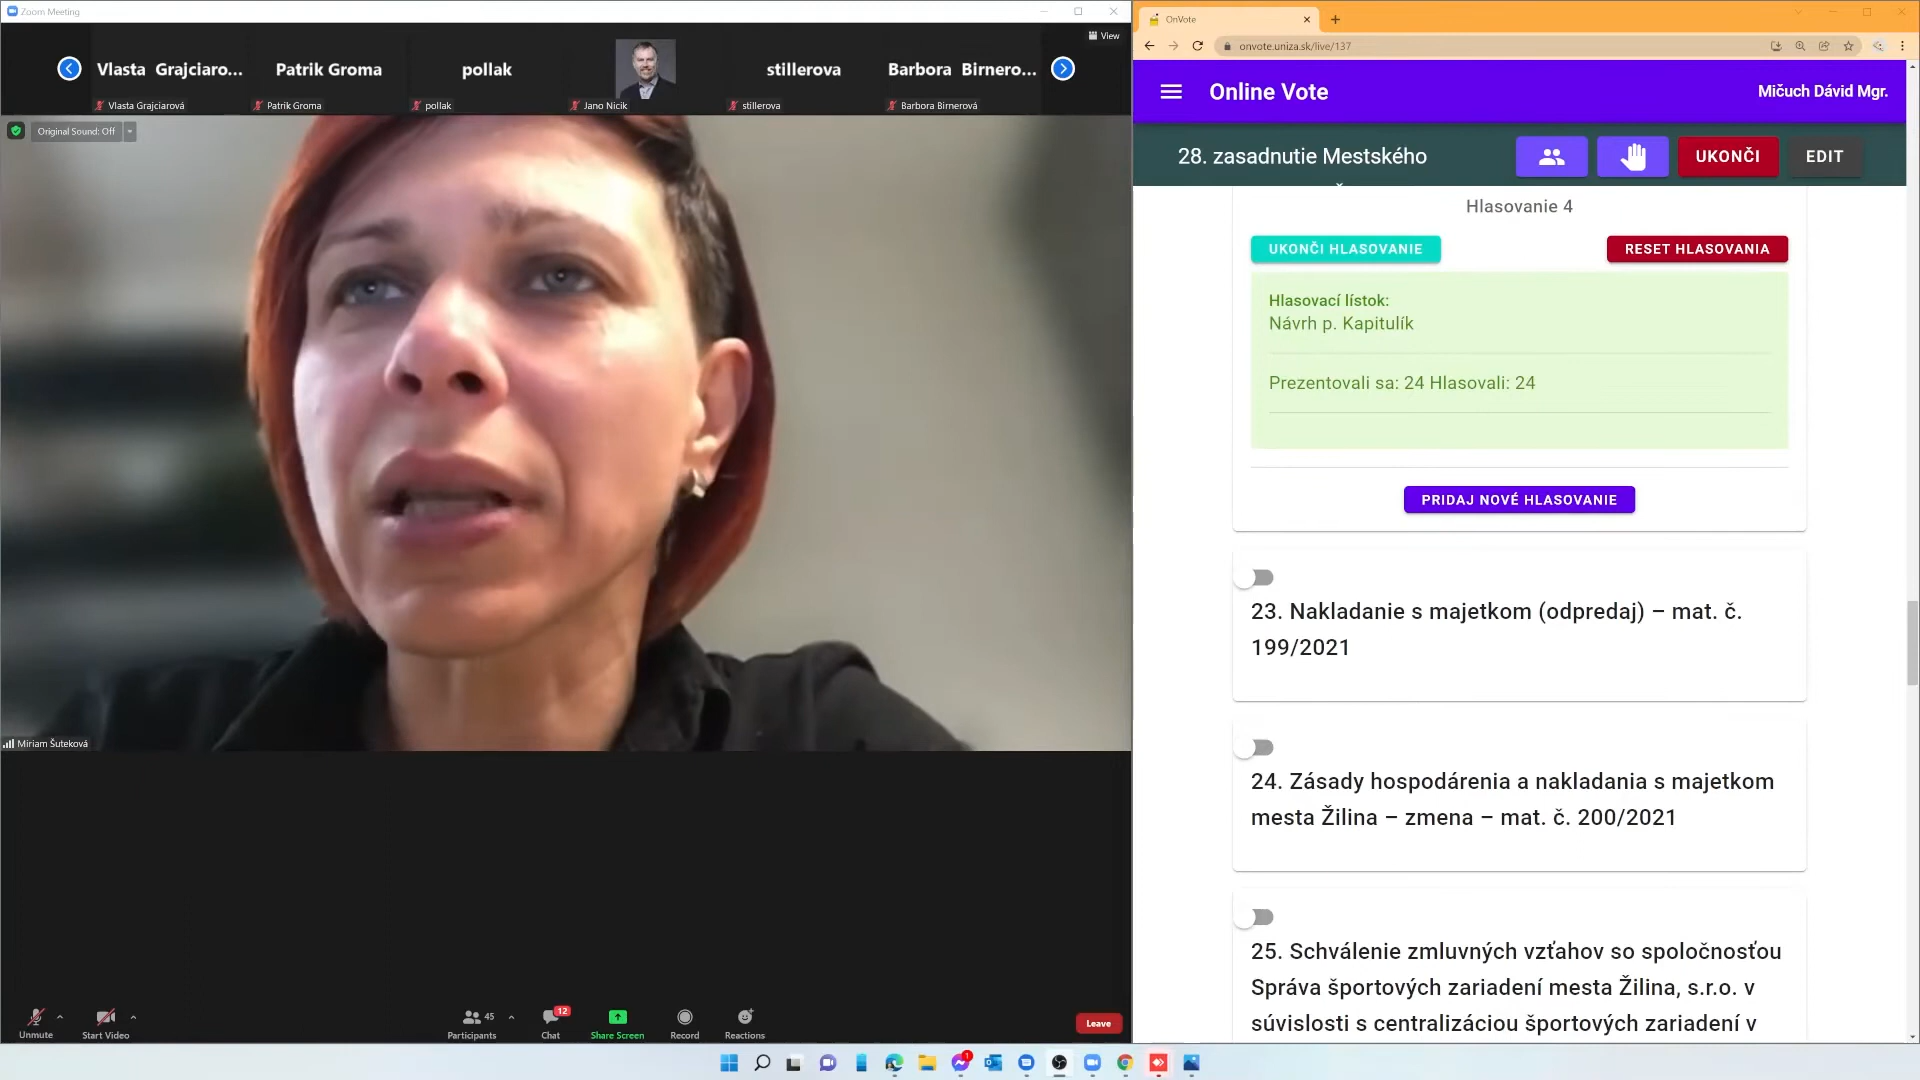 Zoom Meeting
View
Vlasta Grajciaro...
Patrik Groma
pollak
stillerova
Barbora Birnero...
Vlasta Grajciarová
Patrik Groma
pollak
Jano Nicik
stillerova
Barbora Birnerová
Original Sound: Off
Miriam Šuteková
Unmute
Start Video
45
Participants
12
Chat
Share Screen
Record
Reactions
Leave
OnVote
onvote.uniza.sk/live/137
Online Vote
Mičuch Dávid Mgr.
28. zasadnutie Mestského
UKONČI
EDIT
Hlasovanie 4
UKONČI HLASOVANIE
RESET HLASOVANIA
Hlasovací lístok:
Návrh p. Kapitulík
Prezentovali sa: 24 Hlasovali: 24
PRIDAJ NOVÉ HLASOVANIE
23. Nakladanie s majetkom (odpredaj) – mat. č.
199/2021
24. Zásady hospodárenia a nakladania s majetkom
mesta Žilina – zmena – mat. č. 200/2021
25. Schválenie zmluvných vzťahov so spoločnosťou
Správa športových zariadení mesta Žilina, s.r.o. v
súvislosti s centralizáciou športových zariadení v
1